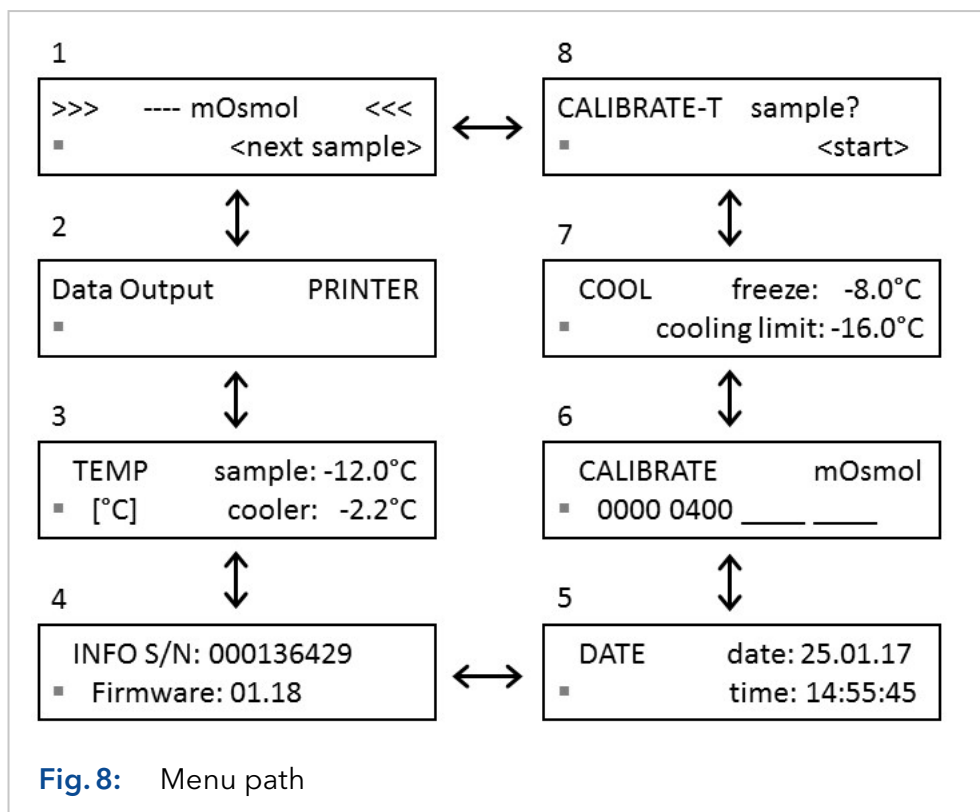 1
>>> ---- mOsmol <<<
<next sample>
2
Data Output PRINTER
3
TEMP sample: -12.0°C
[°C] cooler: -2.2°C
4
INFO S/N: 000136429
Firmware: 01.18
8
CALIBRATE-T sample?
<start>
7
COOL freeze: -8.0°C
cooling limit: -16.0°C
6
CALIBRATE mOsmol
0000 0400 ____ ____
5
DATE date: 25.01.17
time: 14:55:45
Fig. 8: Menu path